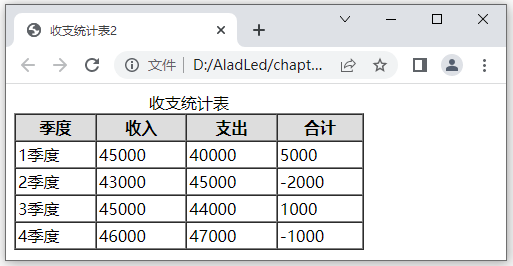 收支统计表2
文件 D:/AladLed/chapt...
收支统计表
季度 收入 支出 合计
1季度 45000 40000 5000
2季度 43000 45000 -2000
3季度 45000 44000 1000
4季度 46000 47000 -1000